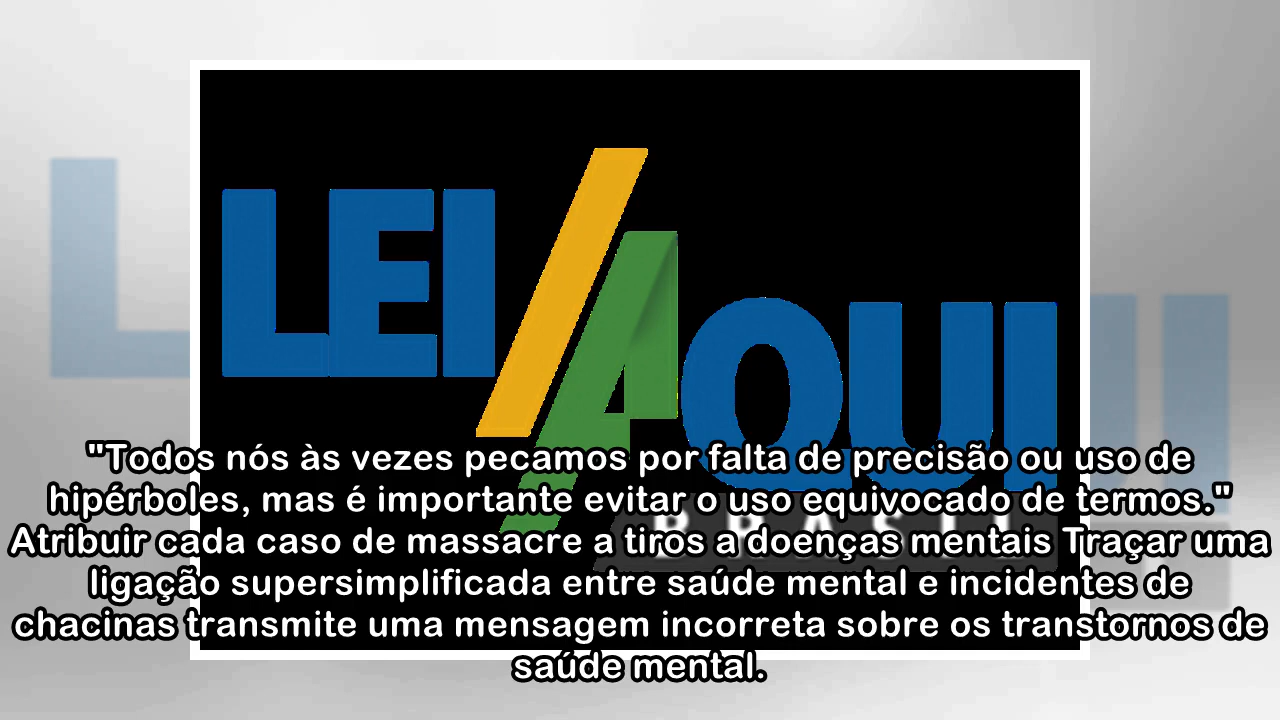 LEIAQUI
BRASIL
"Todos nós às vezes pecamos por falta de precisão ou uso de
hipérboles, mas é importante evitar o uso equivocado de termos."
Atribuir cada caso de massacre a tiros a doenças mentais Traçar uma
ligação supersimplificada entre saúde mental e incidentes de
chacinas transmite uma mensagem incorreta sobre os transtornos de
saúde mental.